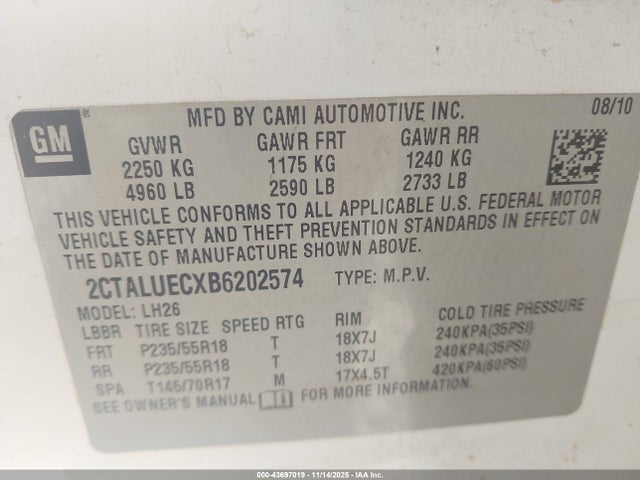 GM ®
MFD BY CAMI AUTOMOTIVE INC. 08/10
GVWR GAWR FRT GAWR RR
2250 KG 1175 KG 1240 KG
4960 LB 2590 LB 2733 LB
THIS VEHICLE CONFORMS TO ALL APPLICABLE U.S. FEDERAL MOTOR
VEHICLE SAFETY AND THEFT PREVENTION STANDARDS IN EFFECT ON
THE DATE OF MANUFACTURE SHOWN ABOVE.
2CTALUECXB6202574 TYPE: M.P.V.
MODEL: LH26
LBBR TIRE SIZE SPEED RTG RIM COLD TIRE PRESSURE
FRT P235/55R18 T 18X7J 240KPA(35PSI)
RR P235/55R18 T 18X7J 240KPA(35PSI)
SPA T145/70R17 M 17X4.5T 420KPA(60PSI)
SEE OWNER'S MANUAL i FOR MORE INFORMATION.
000-43697019 - 11/14/2025 - IAA Inc.